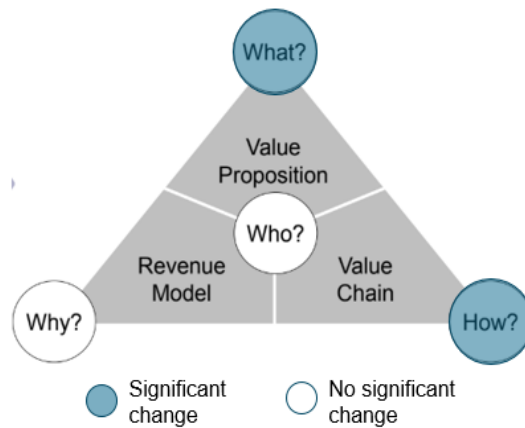 What?
Value
Proposition
Who?
Revenue
Model
Value
Chain
Why?
How?
Significant
change
No significant
change